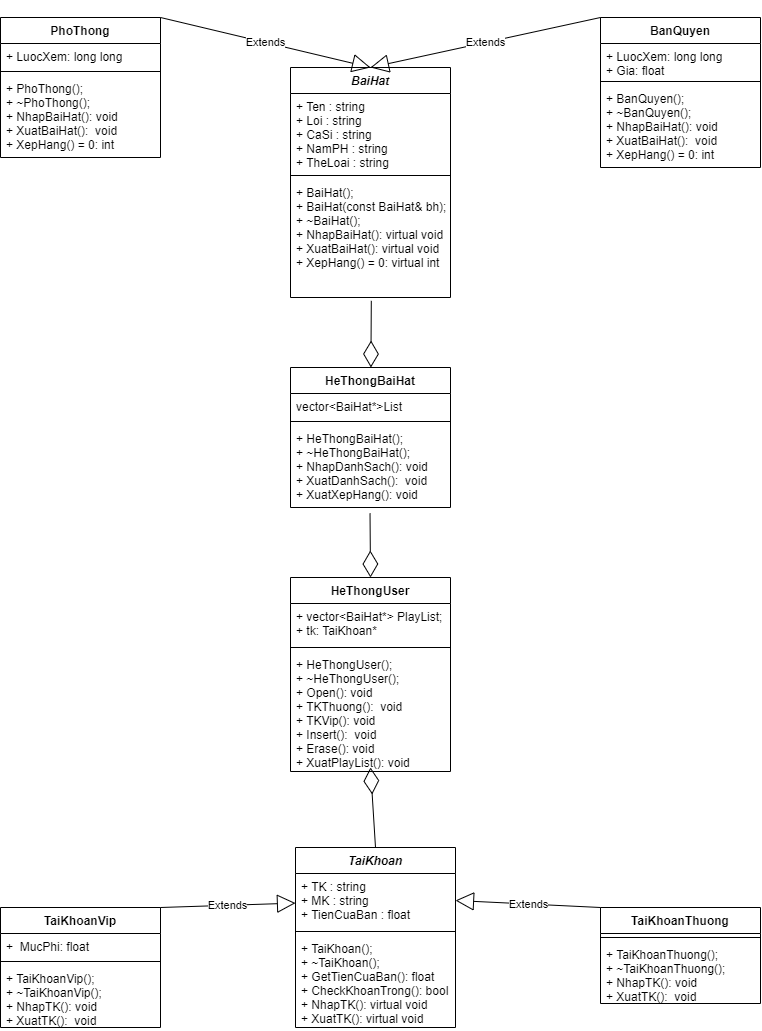 PhoThong
+ LuocXem: long long
+ PhoThong();
+ ~PhoThong();
+ NhapBaiHat(): void
+ XuatBaiHat():  void
+ XepHang() = 0: int
Extends
Extends
BanQuyen
+ LuocXem: long long
+ Gia: float
+ BanQuyen();
+ ~BanQuyen();
+ NhapBaiHat(): void
+ XuatBaiHat():  void
+ XepHang() = 0: int
BaiHat
+ Ten : string
+ Loi : string
+ CaSi : string
+ NamPH : string
+ TheLoai : string
+ BaiHat();
+ BaiHat(const BaiHat& bh);
+ ~BaiHat();
+ NhapBaiHat(): virtual void
+ XuatBaiHat(): virtual void
+ XepHang() = 0: virtual int
HeThongBaiHat
vector<BaiHat*>List
+ HeThongBaiHat();
+ ~HeThongBaiHat();
+ NhapDanhSach(): void
+ XuatDanhSach():  void
+ XuatXepHang(): void
HeThongUser
+ vector<BaiHat*> PlayList;
+ tk: TaiKhoan*
+ HeThongUser();
+ ~HeThongUser();
+ Open(): void
+ TKThuong():  void
+ TKVip(): void
+ Insert():  void
+ Erase(): void
+ XuatPlayList(): void
TaiKhoan
+ TK : string
+ MK : string
+ TienCuaBan : float
+ TaiKhoan();
+ ~TaiKhoan();
+ GetTienCuaBan(): float
+ CheckKhoanTrong(): bool
+ NhapTK(): virtual void
+ XuatTK(): virtual void
Extends
Extends
TaiKhoanVip
+  MucPhi: float
+ TaiKhoanVip();
+ ~TaiKhoanVip();
+ NhapTK(): void
+ XuatTK():  void
TaiKhoanThuong
+ TaiKhoanThuong();
+ ~TaiKhoanThuong();
+ NhapTK(): void
+ XuatTK():  void